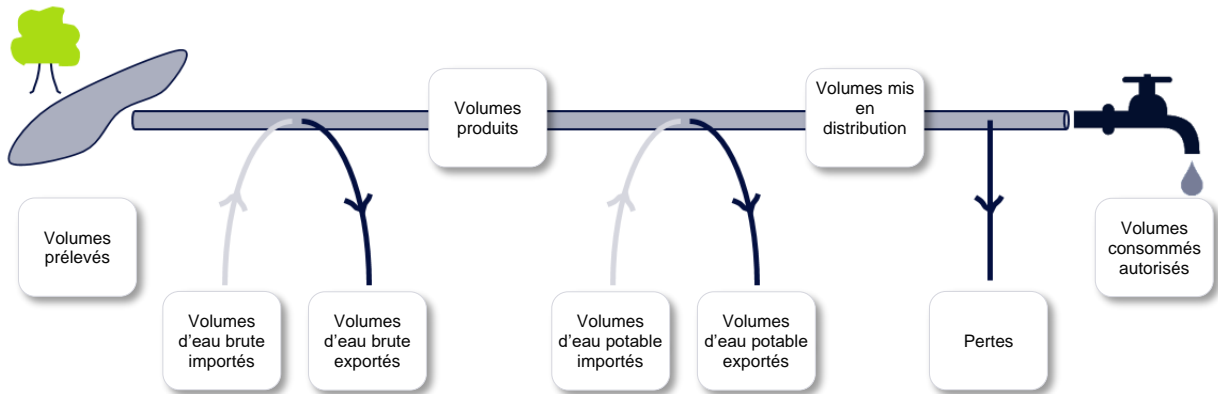 Volumes
prélevés
Volumes
d’eau brute
importés
Volumes
d’eau brute
exportés
Volumes
produits
Volumes
d’eau potable
importés
Volumes
d’eau potable
exportés
Volumes mis
en
distribution
Pertes
Volumes
consommés
autorisés